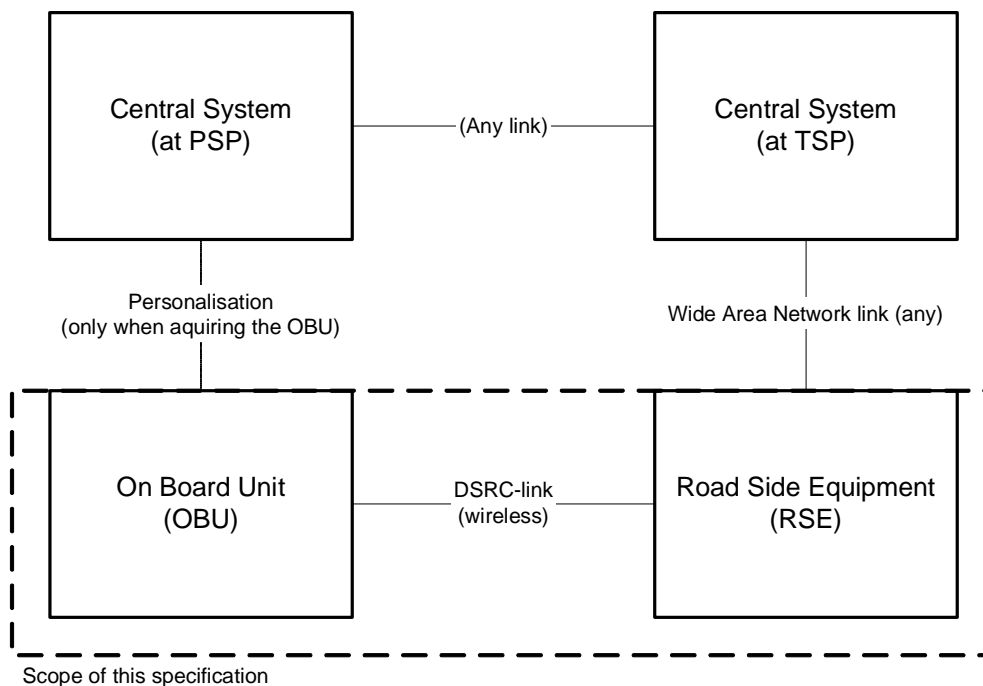 Central System
(at PSP)
(Any link)
Central System
(at TSP)
Personalisation
(only when aquiring the OBU)
Wide Area Network link (any)
On Board Unit
(OBU)
DSRC-link
(wireless)
Road Side Equipment
(RSE)
Scope of this specification